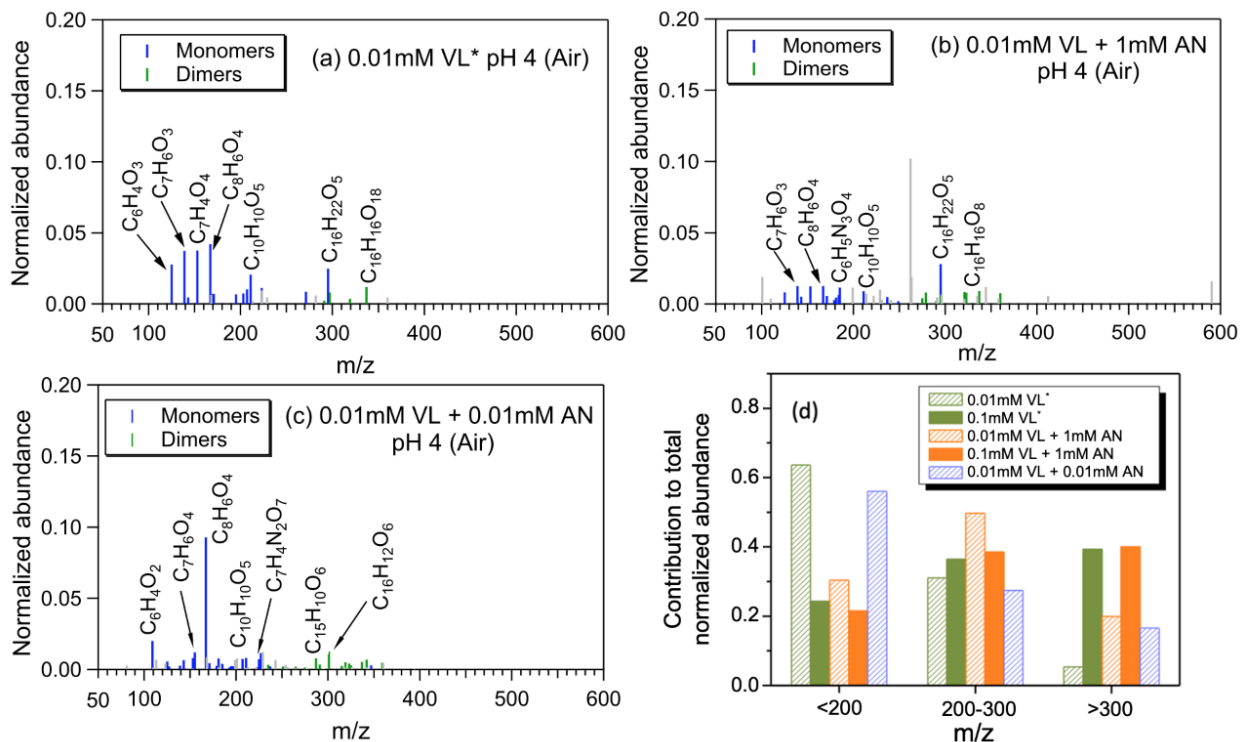 (a) 0.01mM VL* pH 4 (Air)
Monomers
Dimers
Normalized abundance
0.20
0.15
0.10
0.05
0.00
C₆H₄O₃
C₇H₆O₃
C₇H₄O₄
C₈H₆O₄
C₁₀H₁₀O₅
C₁₆H₂₂O₅
C₁₆H₁₆O₁₈
50 100 200 300 400 500 600
m/z
(b) 0.01mM VL + 1mM AN
pH 4 (Air)
Monomers
Dimers
Normalized abundance
0.20
0.15
0.10
0.05
0.00
C₇H₆O₃
C₈H₆O₄
C₆H₅N₃O₄
C₁₀H₁₀O₅
C₁₆H₂₂O₅
C₁₆H₁₆O₈
50 100 200 300 400 500 600
m/z
(c) 0.01mM VL + 0.01mM AN
pH 4 (Air)
Monomers
Dimers
Normalized abundance
0.20
0.15
0.10
0.05
0.00
C₆H₄O₂
C₇H₆O₄
C₈H₆O₄
C₁₀H₁₀O₅
C₇H₄N₂O₇
C₁₅H₁₀O₆
C₁₆H₁₂O₆
50 100 200 300 400 500 600
m/z
(d)
0.01mM VL*
0.1mM VL*
0.01mM VL + 1mM AN
0.1mM VL + 1mM AN
0.01mM VL + 0.01mM AN
Contribution to total
normalized abundance
0.8
0.6
0.4
0.2
0.0
<200 200-300 >300
m/z